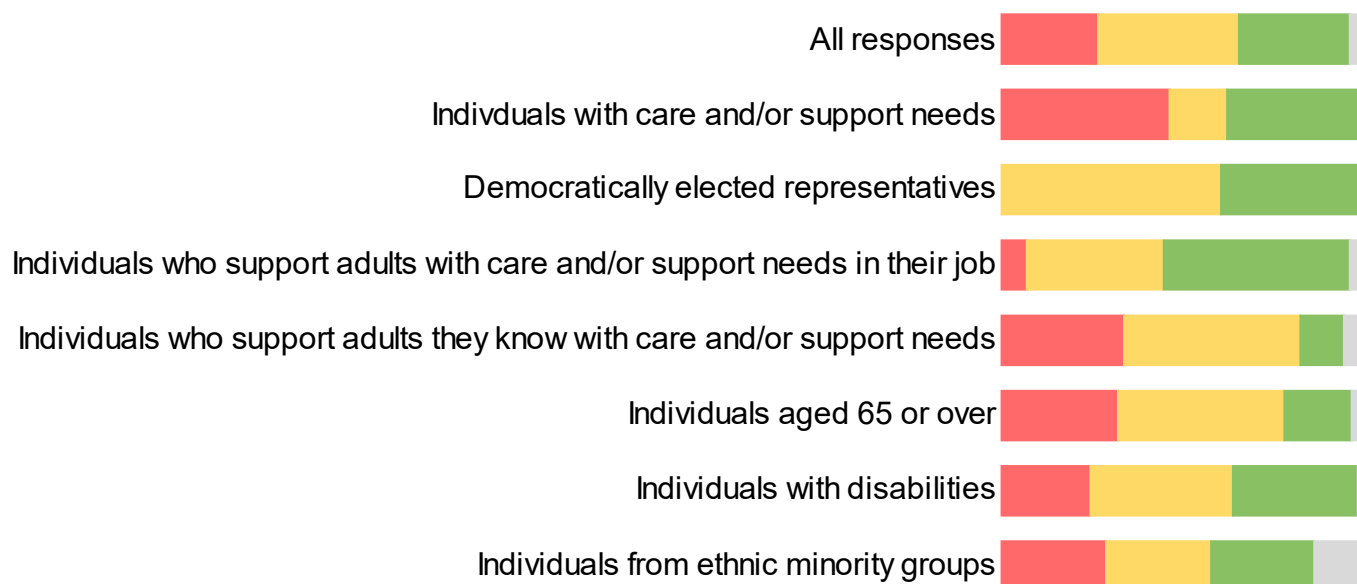 All responses
Indivduals with care and/or support needs
Democratically elected representatives
Individuals who support adults with care and/or support needs in their job
Individuals who support adults they know with care and/or support needs
Individuals aged 65 or over
Individuals with disabilities
Individuals from ethnic minority groups